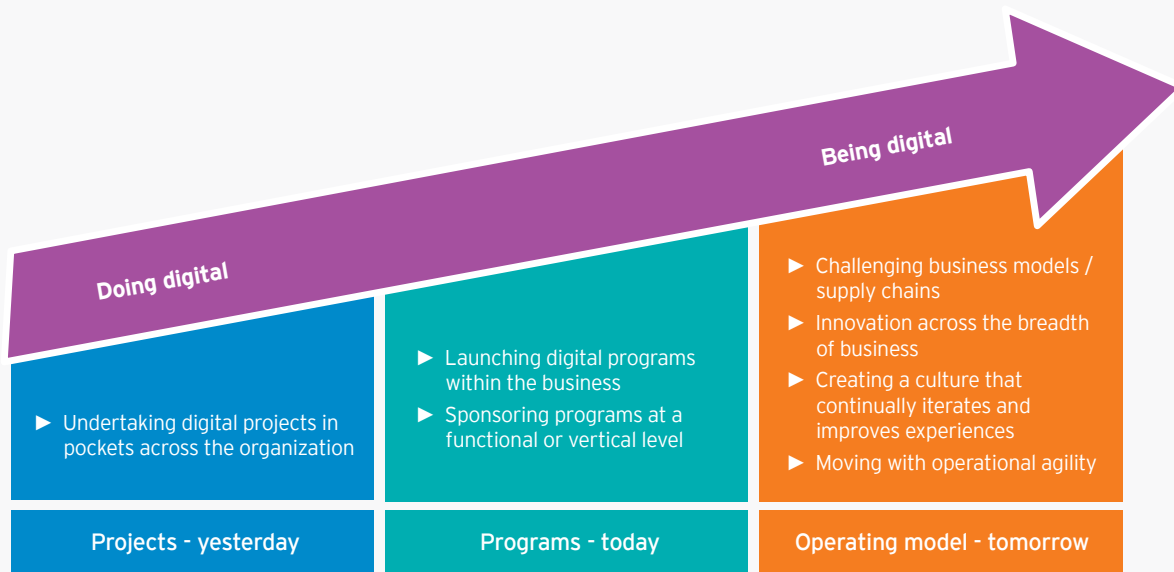 Being digital
Doing digital
► Undertaking digital projects in
pockets across the organization
► Launching digital programs
within the business
► Sponsoring programs at a
functional or vertical level
► Challenging business models /
supply chains
► Innovation across the breadth
of business
► Creating a culture that
continually iterates and
improves experiences
► Moving with operational agility
Projects - yesterday
Programs - today
Operating model - tomorrow